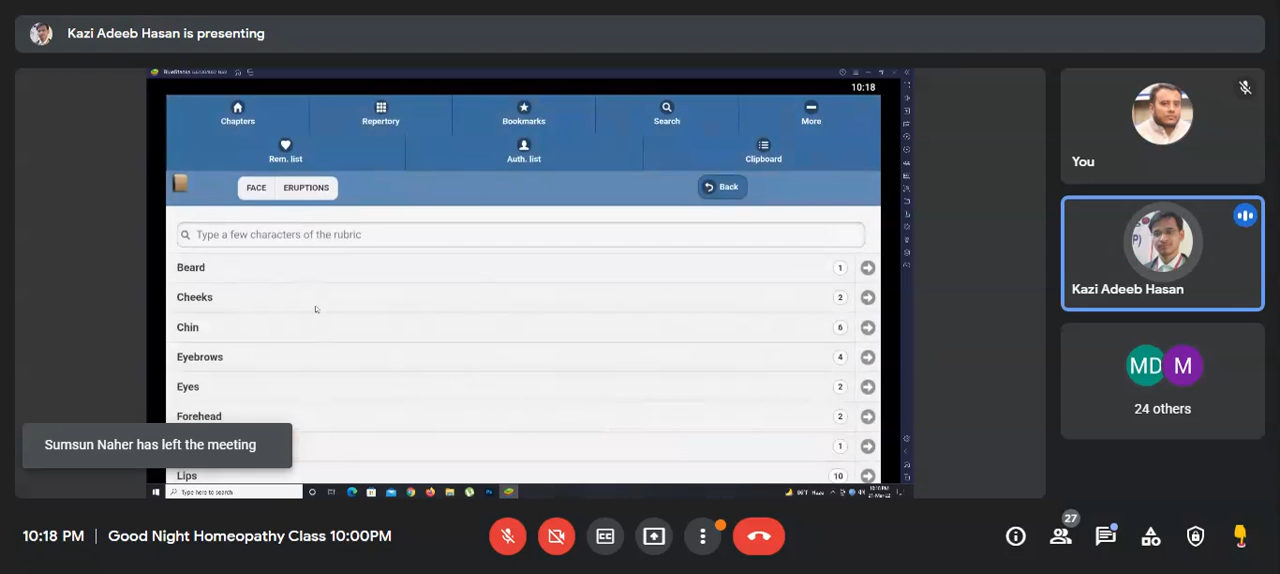 Kazi Adeeb Hasan is presenting
10:18
Chapters
Repertory
Bookmarks
Search
More
Rem. list
Auth. list
Clipboard
FACE
ERUPTIONS
Back
Type a few characters of the rubric
Beard 1
Cheeks 2
Chin 6
Eyebrows 4
Eyes 2
Forehead 2
1
Lips 10
Type here to search
Sumsun Naher has left the meeting
You
P)
Kazi Adeeb Hasan
MD
M
24 others
10:18 PM | Good Night Homeopathy Class 10:00PM
27